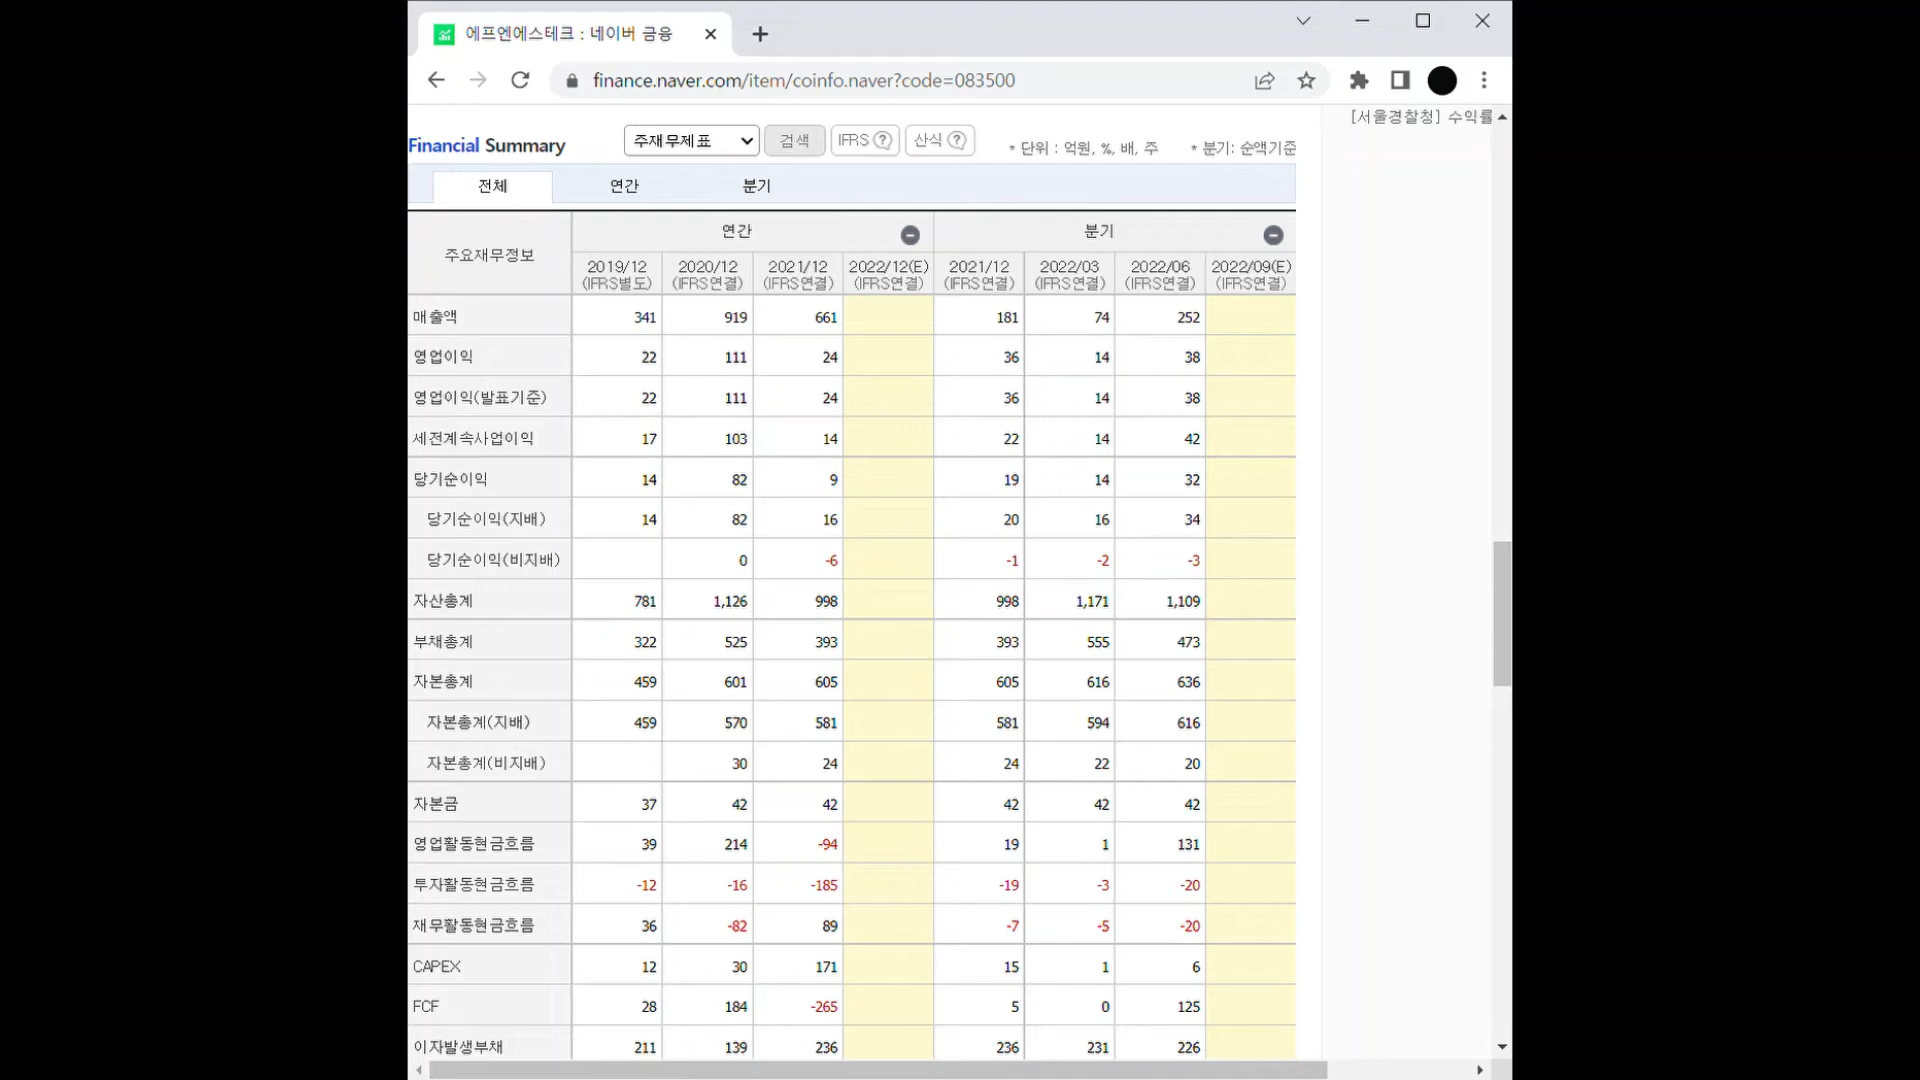 에프엔에스테크 : 네이버 금융
finance.naver.com/item/coinfo.naver?code=083500
[서울경찰청] 수익률
Financial Summary 주재무제표 검색 IFRS ? 산식 ? * 단위 : 억원, %, 배, 주 * 분기: 순액기준
전체 연간 분기
주요재무정보 연간 분기
2019/12 2020/12 2021/12 2022/12(E) 2021/12 2022/03 2022/06 2022/09(E)
(IFRS별도) (IFRS연결) (IFRS연결) (IFRS연결) (IFRS연결) (IFRS연결) (IFRS연결) (IFRS연결)
매출액 341 919 661 181 74 252
영업이익 22 111 24 36 14 38
영업이익(발표기준) 22 111 24 36 14 38
세전계속사업이익 17 103 14 22 14 42
당기순이익 14 82 9 19 14 32
당기순이익(지배) 14 82 16 20 16 34
당기순이익(비지배) 0 -6 -1 -2 -3
자산총계 781 1,126 998 998 1,171 1,109
부채총계 322 525 393 393 555 473
자본총계 459 601 605 605 616 636
자본총계(지배) 459 570 581 581 594 616
자본총계(비지배) 30 24 24 22 20
자본금 37 42 42 42 42 42
영업활동현금흐름 39 214 -94 19 1 131
투자활동현금흐름 -12 -16 -185 -19 -3 -20
재무활동현금흐름 36 -82 89 -7 -5 -20
CAPEX 12 30 171 15 1 6
FCF 28 184 -265 5 0 125
이자발생부채 211 139 236 236 231 226